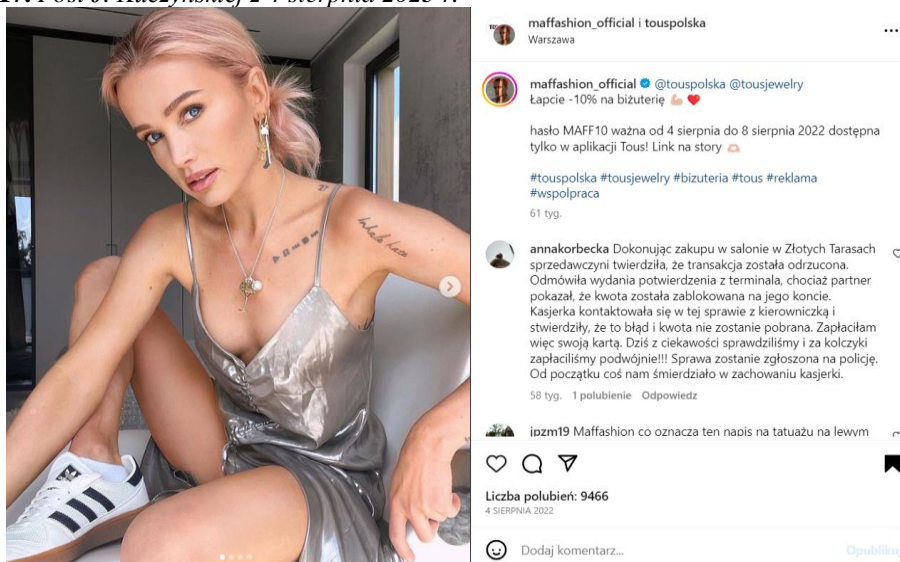 Post J. Kuczyńskiej z 4 sierpnia 2023 r.
maffashion_official i touspolska
Warszawa
maffashion_official @touspolska @tousjewelry
Łapcie -10% na biżuterię 💪🏻 ❤️
hasło MAFF10 ważna od 4 sierpnia do 8 sierpnia 2022 dostępna
tylko w aplikacji Tous! Link na story 🫶🏻
#touspolska #tousjewelry #bizuteria #tous #reklama
#wspolpraca
61 tyg.
annakorbecka Dokonując zakupu w salonie w Złotych Tarasach
sprzedawczyni twierdziła, że transakcja została odrzucona.
Odmówiła wydania potwierdzenia z terminala, chociaż partner
pokazał, że kwota została zablokowana na jego koncie.
Kasjerka kontaktowała się w tej sprawie z kierowniczką i
stwierdziły, że to błąd i kwota nie zostanie pobrana. Zapłaciłam
więc swoją kartą. Dziś z ciekawości sprawdziliśmy i za kolczyki
zapłaciliśmy podwójnie!!! Sprawa zostanie zgłoszona na policję.
Od początku coś nam śmierdziało w zachowaniu kasjerki.
58 tyg. 1 polubienie Odpowiedz
jpzm19 Maffashion co oznacza ten napis na tatuażu na lewym
Liczba polubień: 9466
4 SIERPNIA 2022
Dodaj komentarz...
Opublikuj